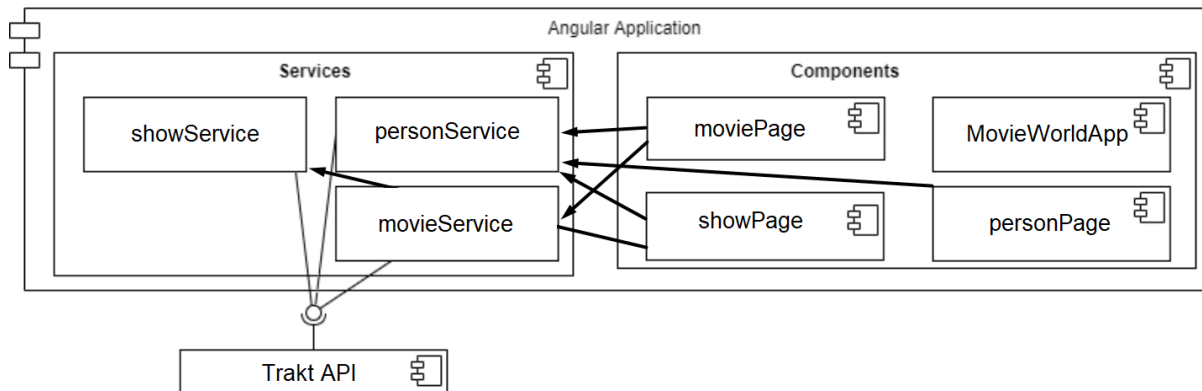 Angular Application
Services
Components
showService
personService
moviePage
MovieWorldApp
movieService
showPage
personPage
Trakt API